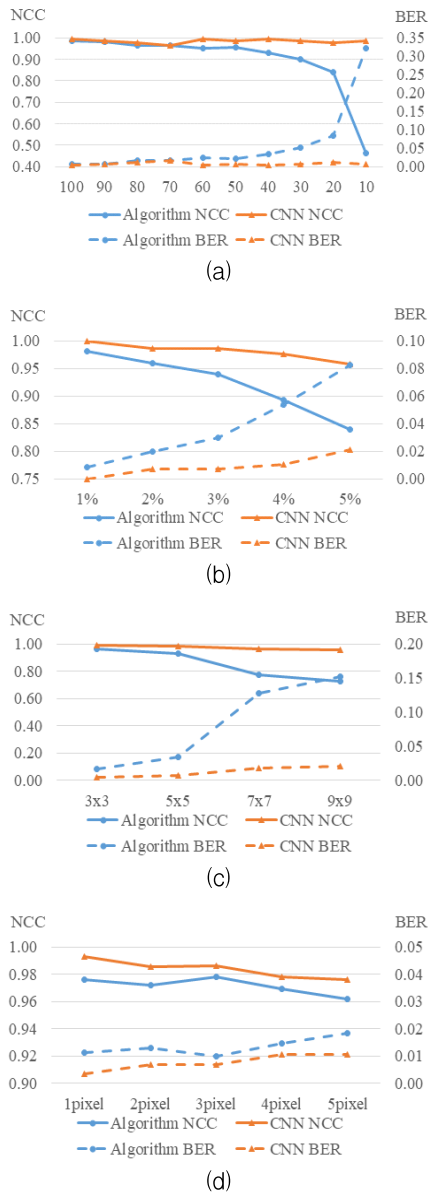 NCC BER
1.00 0.35
0.90 0.30
0.80 0.25
0.70 0.20
0.60 0.15
0.50 0.10
0.40 0.05
0.00
100 90 80 70 60 50 40 30 20 10
Algorithm NCC CNN NCC
Algorithm BER CNN BER
(a)
NCC BER
1.00 0.10
0.95 0.08
0.90 0.06
0.85 0.04
0.80 0.02
0.75 0.00
1% 2% 3% 4% 5%
Algorithm NCC CNN NCC
Algorithm BER CNN BER
(b)
NCC BER
1.00 0.20
0.80 0.15
0.60 0.10
0.40 0.05
0.20 0.00
0.00
3x3 5x5 7x7 9x9
Algorithm NCC CNN NCC
Algorithm BER CNN BER
(c)
NCC BER
1.00 0.05
0.98 0.04
0.96 0.03
0.94 0.02
0.92 0.01
0.90 0.00
1pixel 2pixel 3pixel 4pixel 5pixel
Algorithm NCC CNN NCC
Algorithm BER CNN BER
(d)